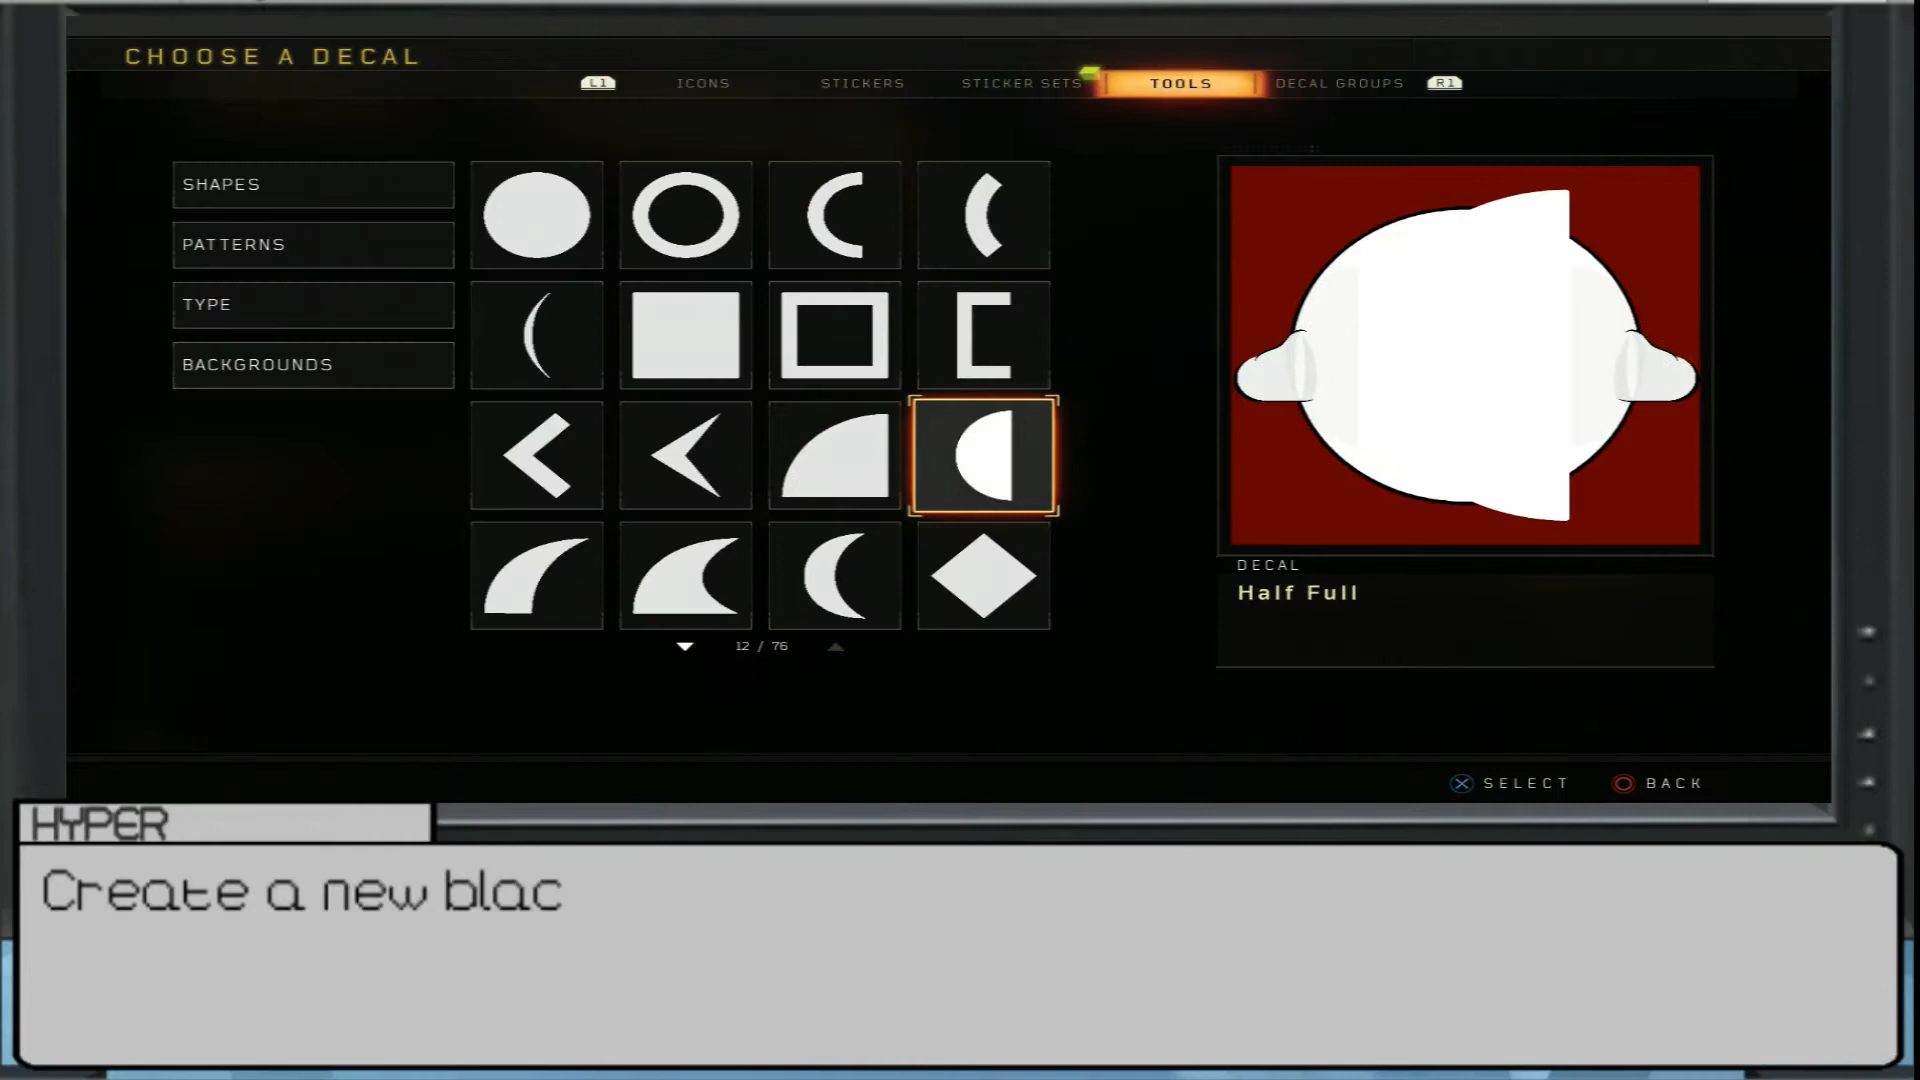 CHOOSE A DECAL
L1 ICONS STICKERS STICKER SETS TOOLS DECAL GROUPS R1
SHAPES
PATTERNS
TYPE
BACKGROUNDS
12 / 76
DECAL
Half Full
SELECT BACK
HYPER
Create a new blac